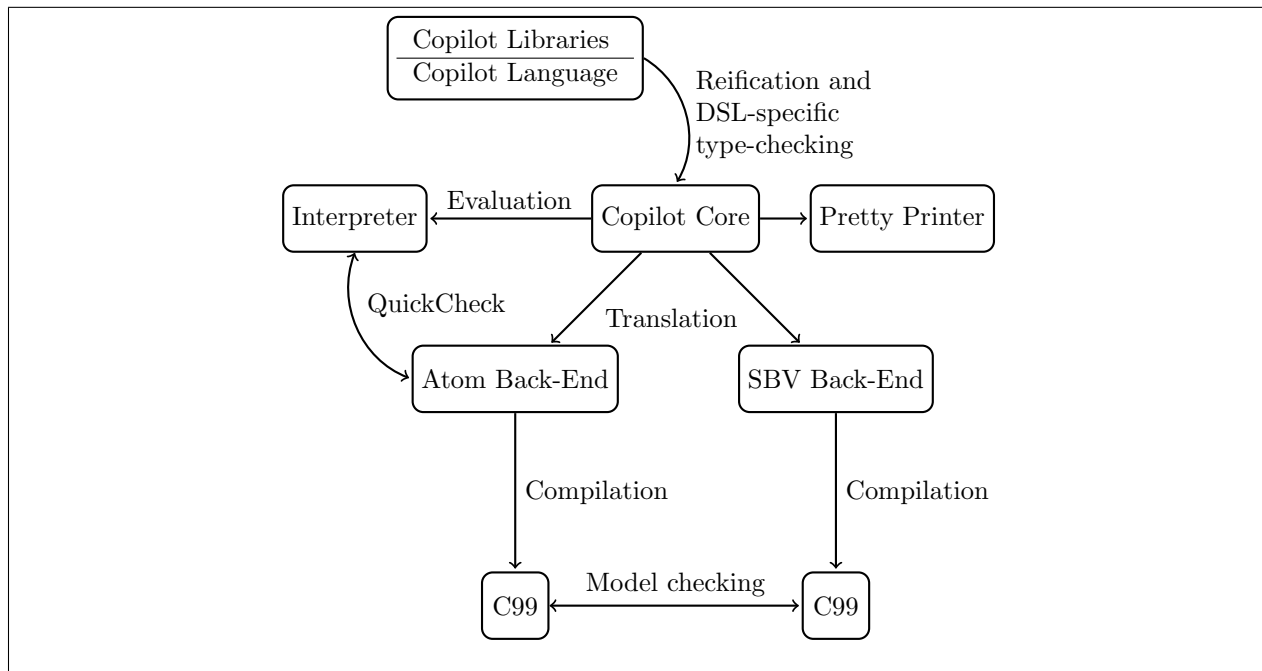 Copilot Libraries
Copilot Language
Reification and
DSL-specific
type-checking
Interpreter
Evaluation
Copilot Core
Pretty Printer
QuickCheck
Translation
Atom Back-End
SBV Back-End
Compilation
Compilation
C99
Model checking
C99